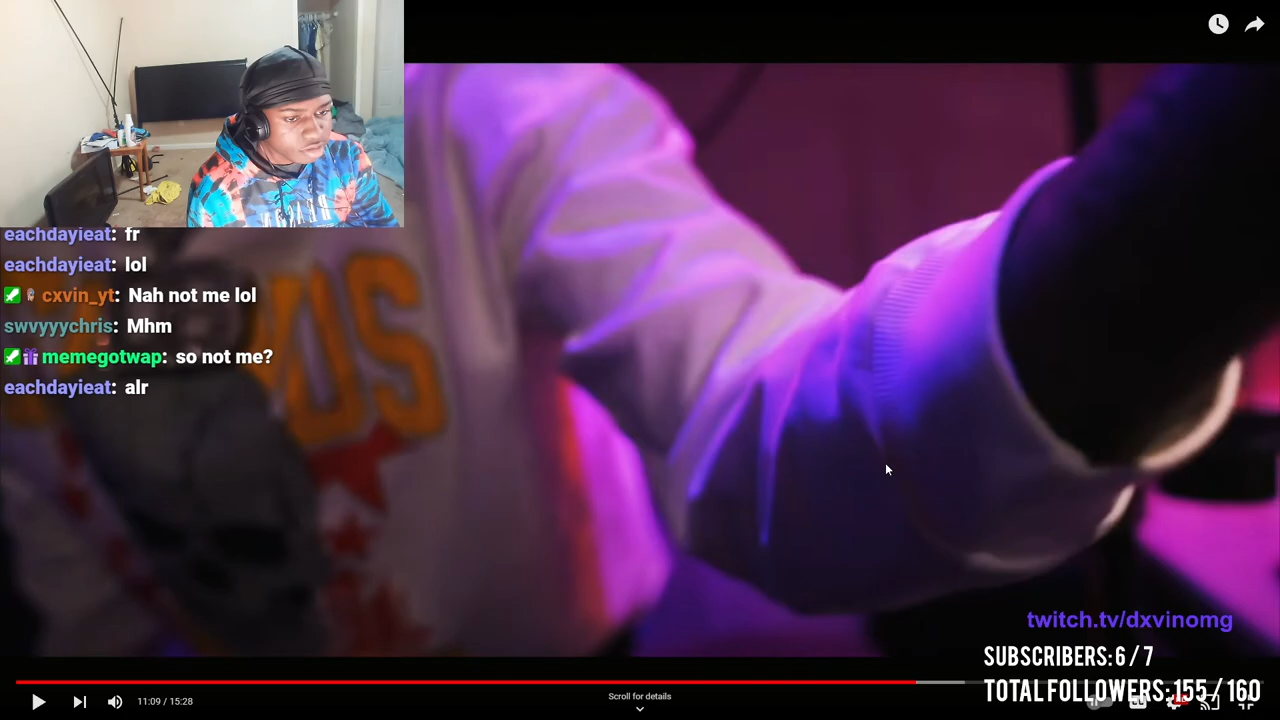 eachdayieat: fr
eachdayieat: lol
cxvin_yt: Nah not me lol
swvyyychris: Mhm
memegotwap: so not me?
eachdayieat: alr
US
twitch.tv/dxvinomg
SUBSCRIBERS: 6 / 7
TOTAL FOLLOWERS: 155 / 160
11:09 / 15:28
Scroll for details